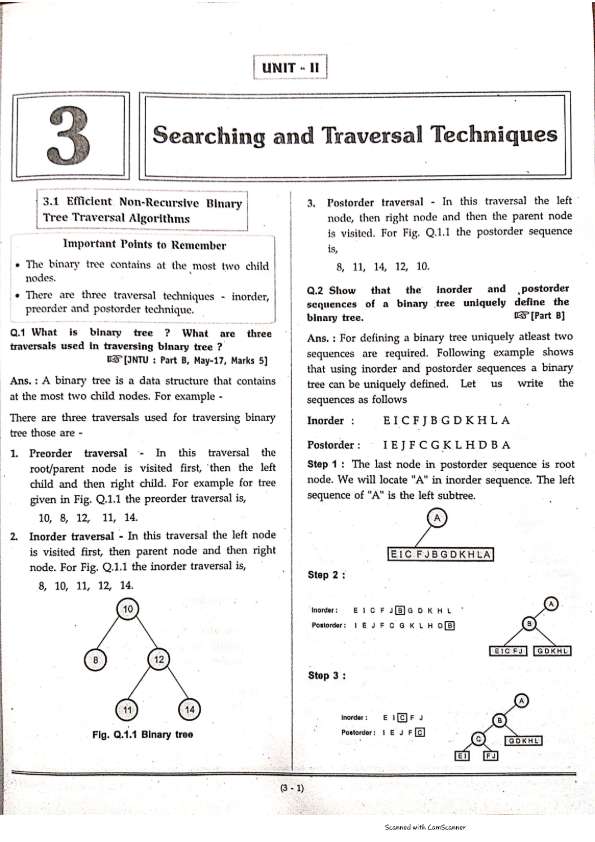 UNIT - II
3
Searching and Traversal Techniques
3.1 Efficient Non-Recursive Binary
Tree Traversal Algorithms
Important Points to Remember
• The binary tree contains at the most two child
nodes.
• There are three traversal techniques - inorder,
preorder and postorder technique.
Q.1 What is binary tree ? What are three
traversals used in traversing binary tree ?
☞[JNTU : Part B, May-17, Marks 5]
Ans. : A binary tree is a data structure that contains
at the most two child nodes. For example -
There are three traversals used for traversing binary
tree those are -
1. Preorder traversal - In this traversal the
root/parent node is visited first, then the left
child and then right child. For example for tree
given in Fig. Q.1.1 the preorder traversal is,
10, 8, 12, 11, 14.
2. Inorder traversal - In this traversal the left node
is visited first, then parent node and then right
node. For Fig. Q.1.1 the inorder traversal is,
8, 10, 11, 12, 14.
10
8
12
11
14
Fig. Q.1.1 Binary tree
3. Postorder traversal - In this traversal the left
node, then right node and then the parent node
is visited. For Fig. Q.1.1 the postorder sequence
is,
8, 11, 14, 12, 10.
Q.2 Show that the inorder and postorder
sequences of a binary tree uniquely define the
binary tree. ☞[Part B]
Ans. : For defining a binary tree uniquely atleast two
sequences are required. Following example shows
that using inorder and postorder sequences a binary
tree can be uniquely defined. Let us write the
sequences as follows
Inorder : E I C F J B G D K H L A
Postorder : I E J F C G K L H D B A
Step 1 : The last node in postorder sequence is root
node. We will locate "A" in inorder sequence. The left
sequence of "A" is the left subtree.
A
E I C F J B G D K H L A
Step 2 :
Inorder : E I C F J B G D K H L
Postorder : I E J F C G K L H D B
A
B
E I C F J
G D K H L
Step 3 :
Inorder : E I C F J
Postorder : I E J F C
A
B
C
G D K H L
E I
F J
(3 - 1)
Scanned with CamScanner